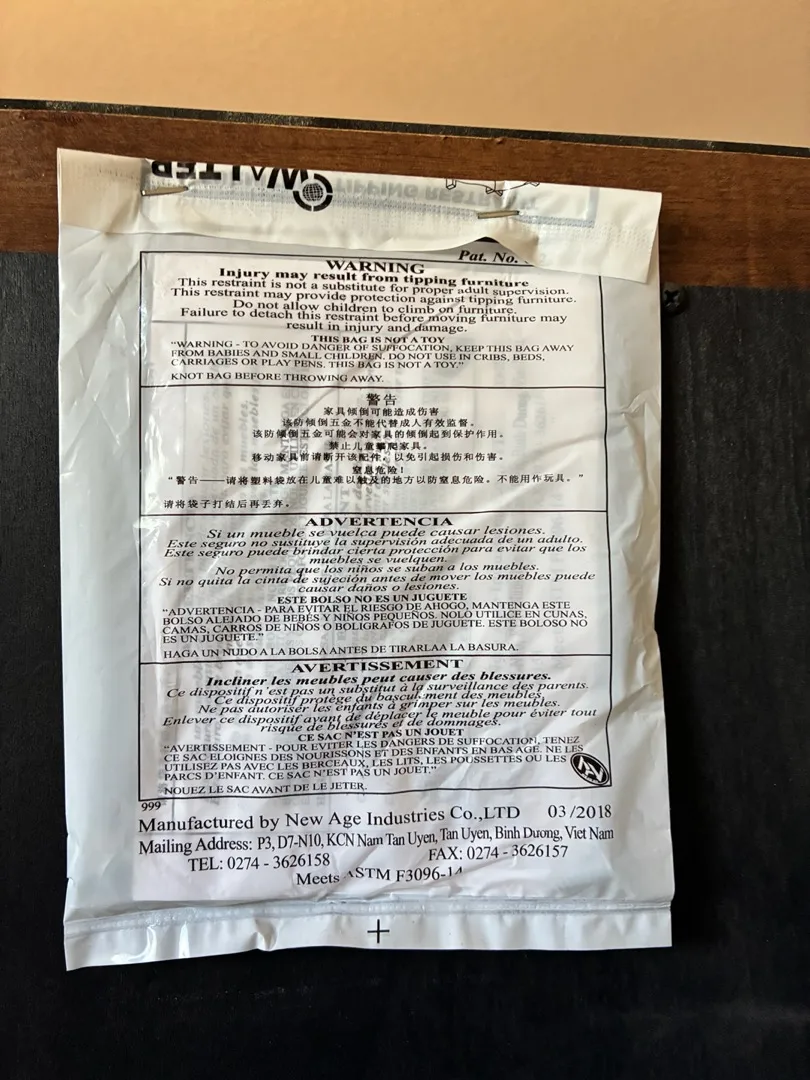 WALTER
TIPPING RESTRAINT
Pat. No.
WARNING
Injury may result from tipping furniture
This restraint is not a substitute for proper adult supervision.
This restraint may provide protection against tipping furniture.
Do not allow children to climb on furniture.
Failure to detach this restraint before moving furniture may
result in injury and damage.
THIS BAG IS NOT A TOY
"WARNING - TO AVOID DANGER OF SUFFOCATION, KEEP THIS BAG AWAY
FROM BABIES AND SMALL CHILDREN. DO NOT USE IN CRIBS, BEDS,
CARRIAGES OR PLAY PENS. THIS BAG IS NOT A TOY."
KNOT BAG BEFORE THROWING AWAY.
警告
家具倾倒可能造成伤害
该防倾倒五金不能代替成人有效监督。
该防倾倒五金可能会对家具的倾倒起到保护作用。
禁止儿童攀爬家具。
移动家具前请断开该配件，以免引起损伤和伤害。
窒息危险！
“警告——请将塑料袋放在儿童难以触及的地方以防窒息危险。不能用作玩具。”
请将袋子打结后再丢弃。
ADVERTENCIA
Si un mueble se vuelca puede causar lesiones.
Este seguro no sustituye la supervisión adecuada de un adulto.
Este seguro puede brindar cierta protección para evitar que los
muebles se vuelquen.
No permita que los niños se suban a los muebles.
Si no quita la cinta de sujeción antes de mover los muebles puede
causar daños o lesiones.
ESTE BOLSO NO ES UN JUGUETE
"ADVERTENCIA - PARA EVITAR EL RIESGO DE AHOGO, MANTENGA ESTE
BOLSO ALEJADO DE BEBÉS Y NIÑOS PEQUEÑOS. NOLO UTILICE EN CUNAS,
CAMAS, CARROS DE NIÑOS O BOLIGRAFOS DE JUGUETE. ESTE BOLOSO NO
ES UN JUGUETE."
HAGA UN NUDO A LA BOLSA ANTES DE TIRARLAA LA BASURA.
AVERTISSEMENT
Incliner les meubles peut causer des blessures.
Ce dispositif n'est pas un substitut à la surveillance des parents.
Ce dispositif protège du basculement des meubles.
Ne pas autoriser les enfants à grimper sur les meubles.
Enlever ce dispositif avant de déplacer le meuble pour éviter tout
risque de blessures et de dommages.
CE SAC N'EST PAS UN JOUET
"AVERTISSEMENT - POUR EVITER LES DANGERS DE SUFFOCATION, TENEZ
CE SAC ELOIGNES DES NOURISSONS ET DES ENFANTS EN BAS AGE. NE LES
UTILISEZ PAS AVEC LES BERCEAUX, LES LITS, LES POUSSETTES OU LES
PARCS D'ENFANT. CE SAC N'EST PAS UN JOUET."
NOUEZ LE SAC AVANT DE LE JETER.
999
Manufactured by New Age Industries Co.,LTD 03/2018
Mailing Address: P3, D7-N10, KCN Nam Tan Uyen, Tan Uyen, Binh Duong, Viet Nam
TEL: 0274 - 3626158 FAX: 0274 - 3626157
Meets ASTM F3096-14